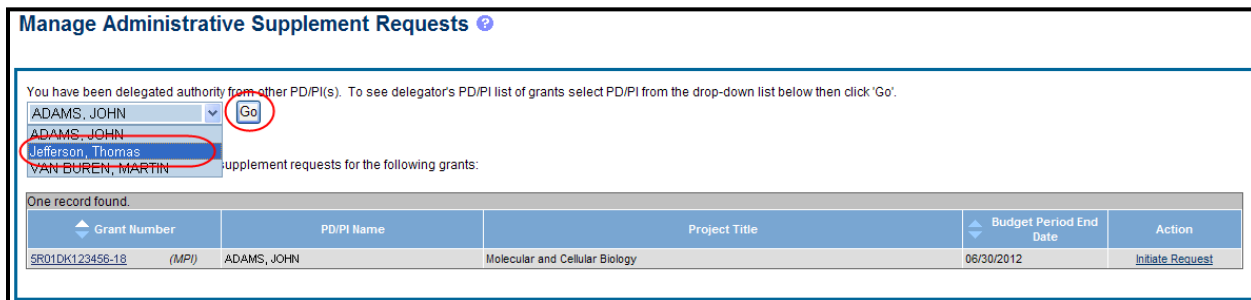 Manage Administrative Supplement Requests ?
You have been delegated authority from other PD/PI(s). To see delegator's PD/PI list of grants select PD/PI from the drop-down list below then click 'Go'.
ADAMS, JOHN Go
ADAMS, JOHN
Jefferson, Thomas
VAN BUREN, MARTIN supplement requests for the following grants:
One record found.
Grant Number PD/PI Name Project Title Budget Period End Date Action
5R01DK123456-18 (MPI) ADAMS, JOHN Molecular and Cellular Biology 06/30/2012 Initiate Request